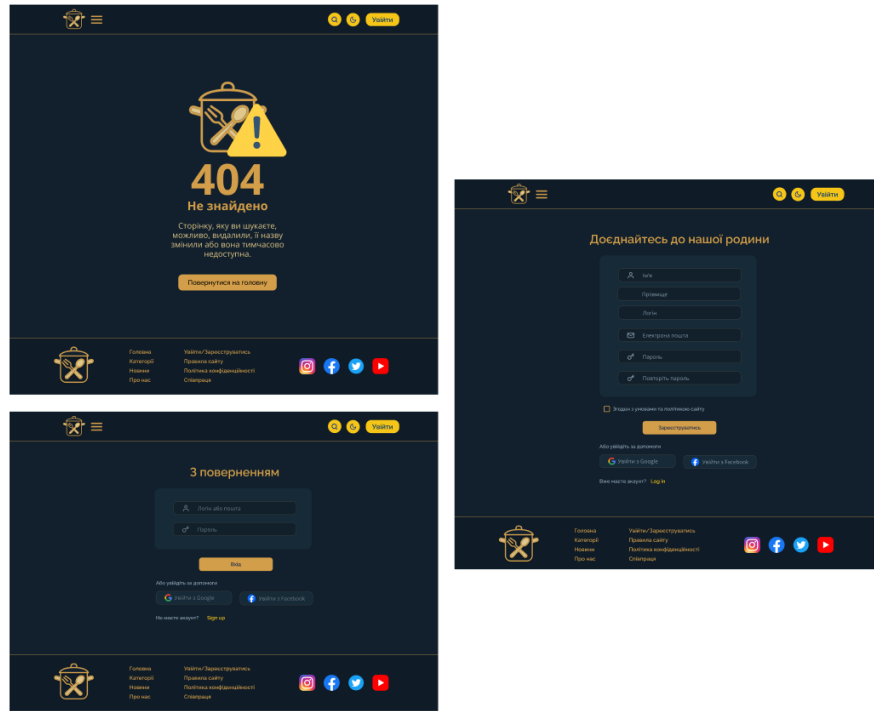 Увійти
404
Не знайдено
Сторінку, яку ви шукаєте,
можливо, видалили, її назву
змінили або вона тимчасово
недоступна.
Повернутися на головну
Головна
Категорії
Новини
Про нас
Увійти/Зареєструватись
Правила сайту
Політика конфіденційності
Співпраця
Увійти
З поверненням
Логін або пошта
Пароль
Вхід
Або увійдіть за допомоги
Увійти з Google
Увійти з Facebook
Не маєте акаунт? Sign up
Головна
Категорії
Новини
Про нас
Увійти/Зареєструватись
Правила сайту
Політика конфіденційності
Співпраця
Увійти
Доєднайтесь до нашої родини
Ім'я
Прізвище
Логін
Електрона пошта
Пароль
Повторіть пароль
Згоден з умовами та політикою сайту
Зареєструватись
Або увійдіть за допомоги
Увійти з Google
Увійти з Facebook
Вже маєте акаунт? Log in
Головна
Категорії
Новини
Про нас
Увійти/Зареєструватись
Правила сайту
Політика конфіденційності
Співпраця